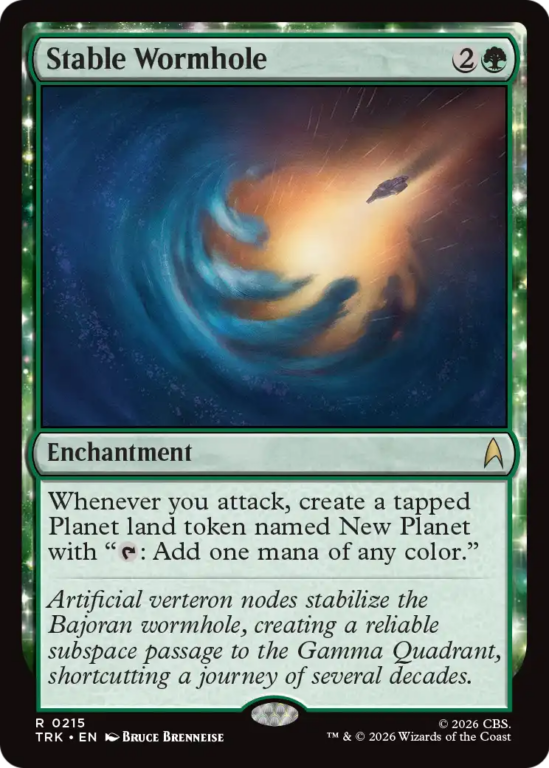 Stable Wormhole 2
Enchantment
Whenever you attack, create a tapped
Planet land token named New Planet
with “: Add one mana of any color.”
Artificial verteron nodes stabilize the
Bajoran wormhole, creating a reliable
subspace passage to the Gamma Quadrant,
shortcutting a journey of several decades.
R 0215 © 2026 CBS.
TRK • EN Bruce Brenneise ™ & © 2026 Wizards of the Coast